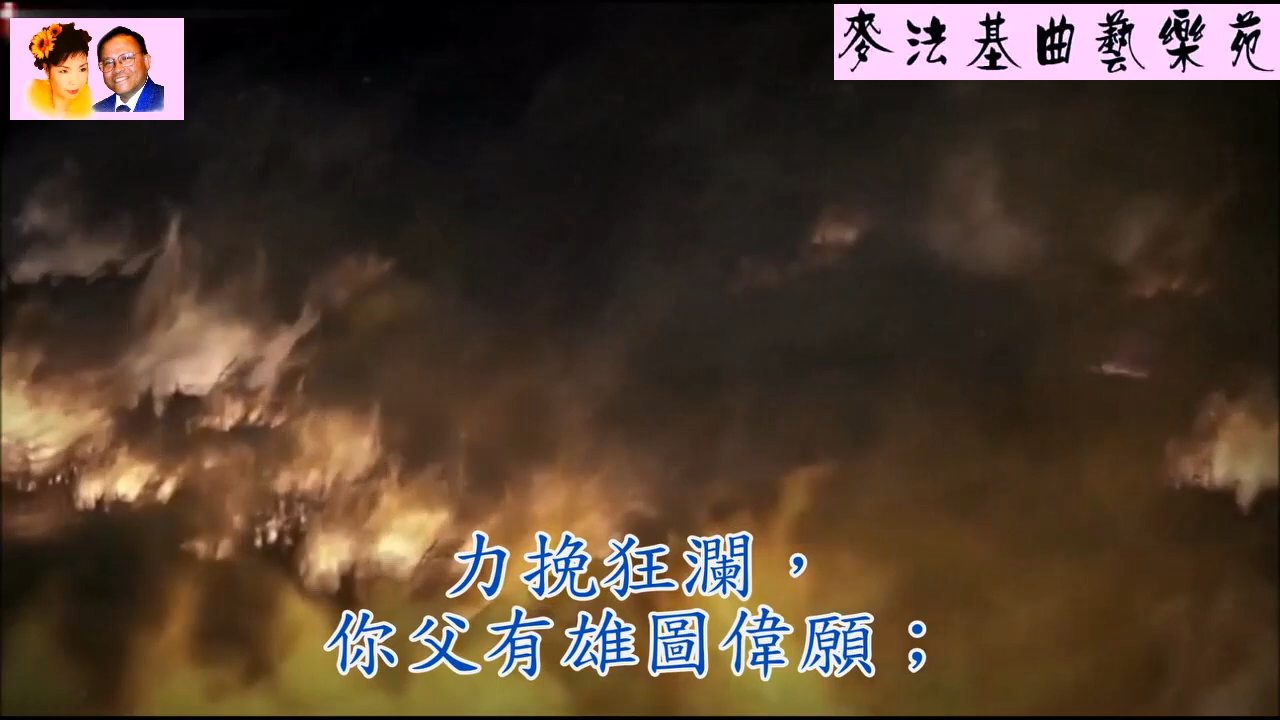 麥法基曲藝樂苑
力挽狂瀾，
你父有雄圖偉願；